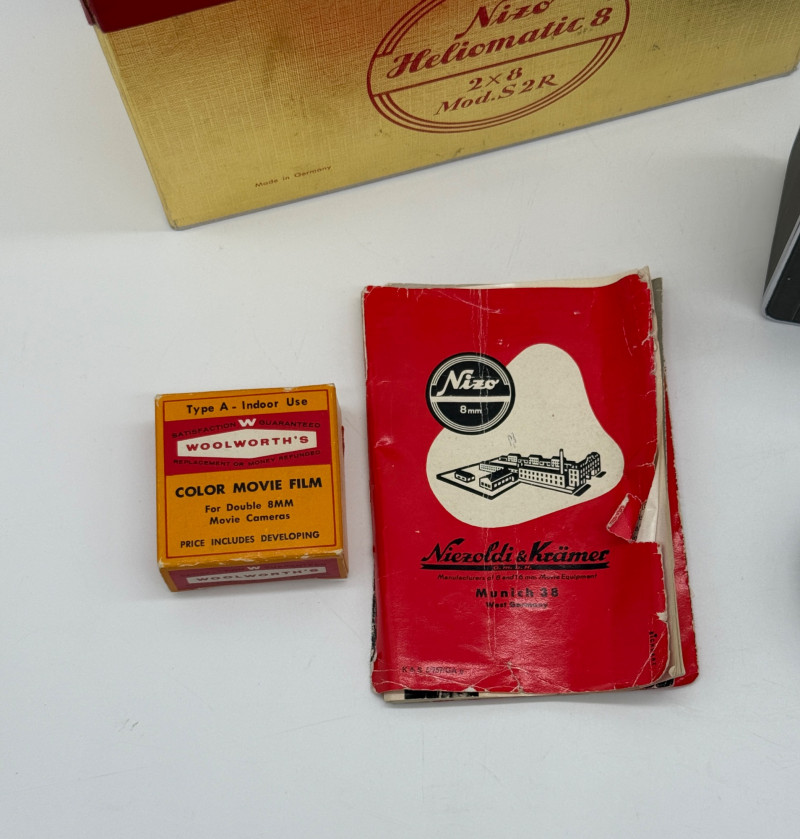 Nizo
Heliomatic 8
2×8
Mod. S2R
Made in Germany
Type A - Indoor Use
SATISFACTION W GUARANTEED
WOOLWORTH'S
REPLACEMENT OR MONEY REFUNDED
COLOR MOVIE FILM
For Double 8MM
Movie Cameras
PRICE INCLUDES DEVELOPING
W
WOOLWORTH'S
Nizo
8mm
Niezoldi & Krämer
G.M.B.H.
Manufacturers of 8 and 16 mm Movie Equipment
Munich 38
West Germany